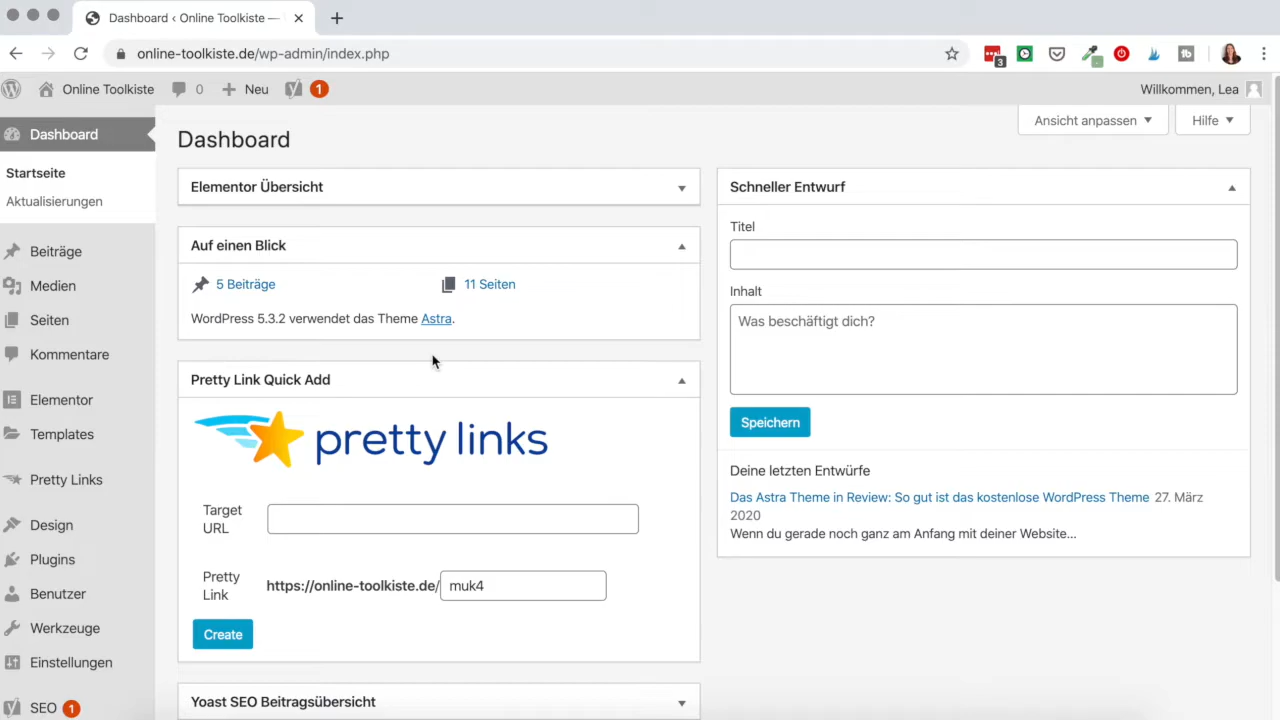 Dashboard ‹ Online Toolkiste —
online-toolkiste.de/wp-admin/index.php
3
Online Toolkiste
0
Neu
1
Willkommen, Lea
Dashboard
Startseite
Aktualisierungen
Beiträge
Medien
Seiten
Kommentare
Elementor
Templates
Pretty Links
Design
Plugins
Benutzer
Werkzeuge
Einstellungen
SEO 1
Ansicht anpassen
Hilfe
Dashboard
Elementor Übersicht
Auf einen Blick
5 Beiträge
11 Seiten
WordPress 5.3.2 verwendet das Theme Astra.
Pretty Link Quick Add
pretty links
Target
URL
Pretty
Link
https://online-toolkiste.de/
muk4
Create
Yoast SEO Beitragsübersicht
Schneller Entwurf
Titel
Inhalt
Was beschäftigt dich?
Speichern
Deine letzten Entwürfe
Das Astra Theme in Review: So gut ist das kostenlose WordPress Theme 27. März
2020
Wenn du gerade noch ganz am Anfang mit deiner Website…